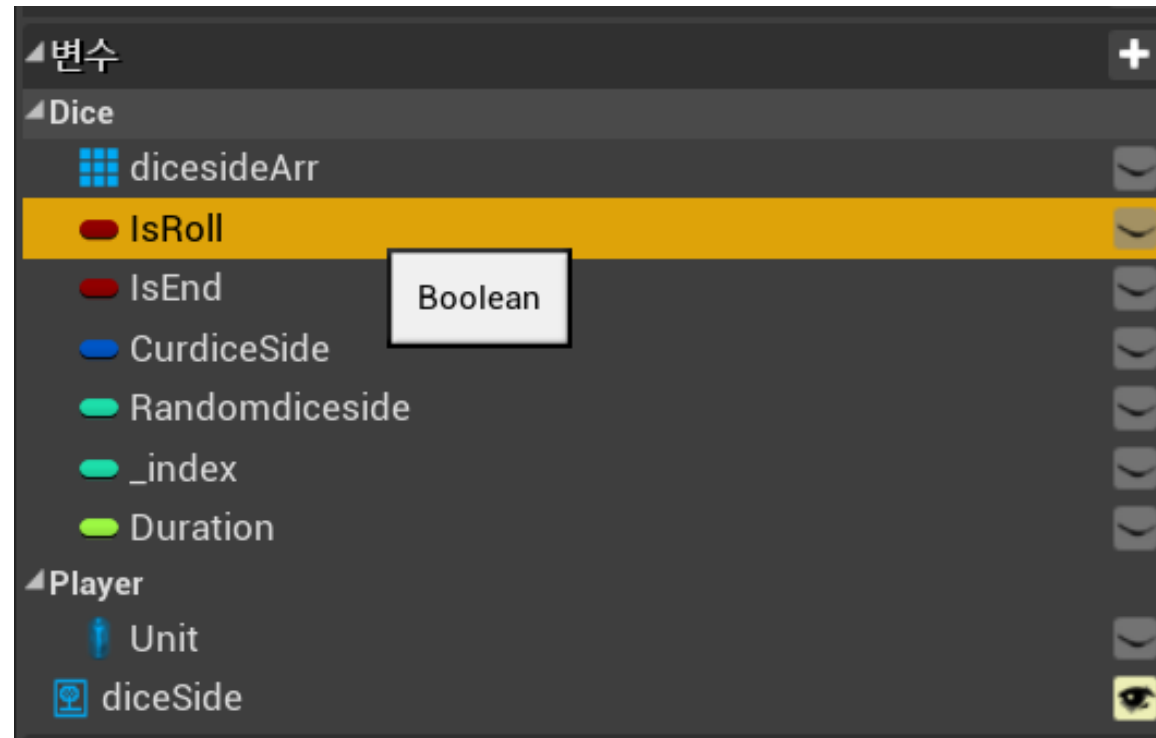 변수
Dice
dicesideArr
IsRoll
IsEnd
Boolean
CurdiceSide
Randomdiceside
_index
Duration
Player
Unit
diceSide